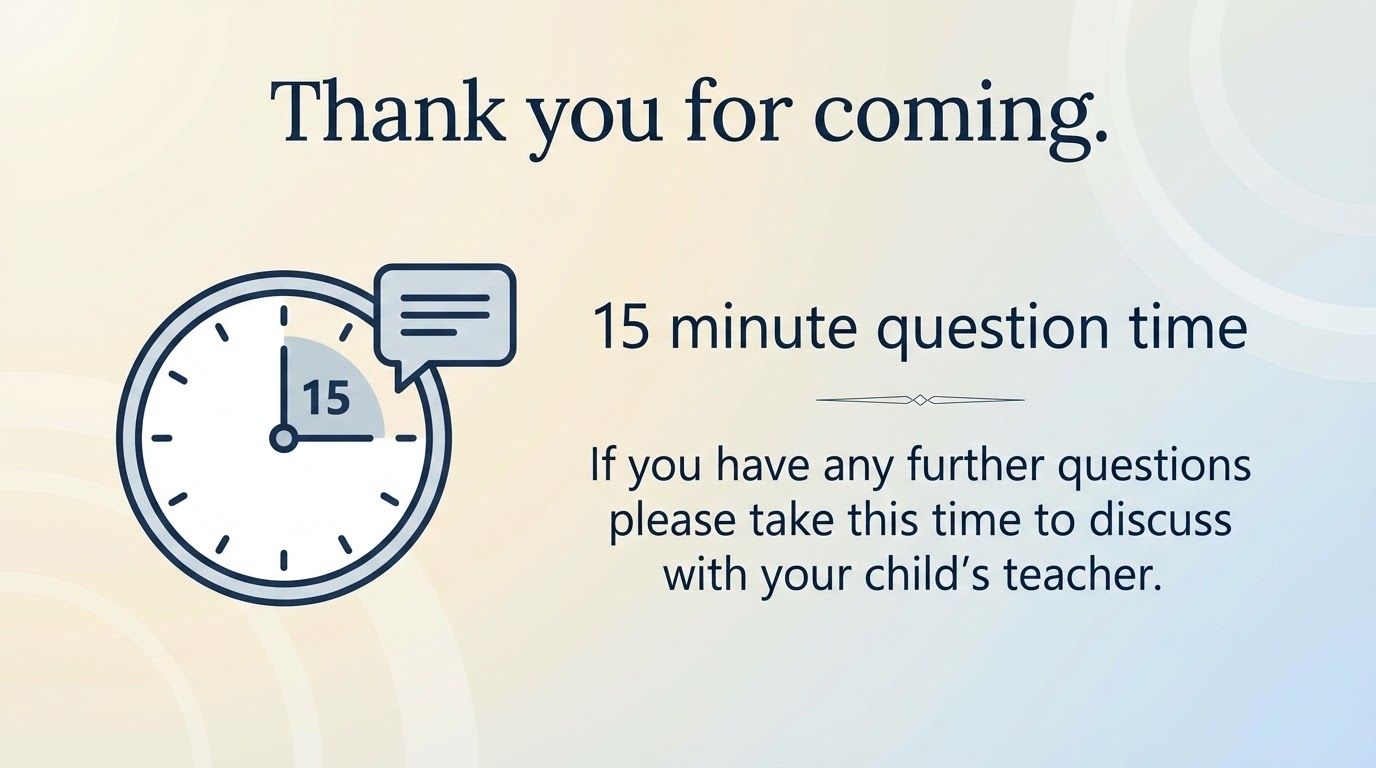 Thank you for coming.
15
15 minute question time
If you have any further questions
please take this time to discuss
with your child’s teacher.